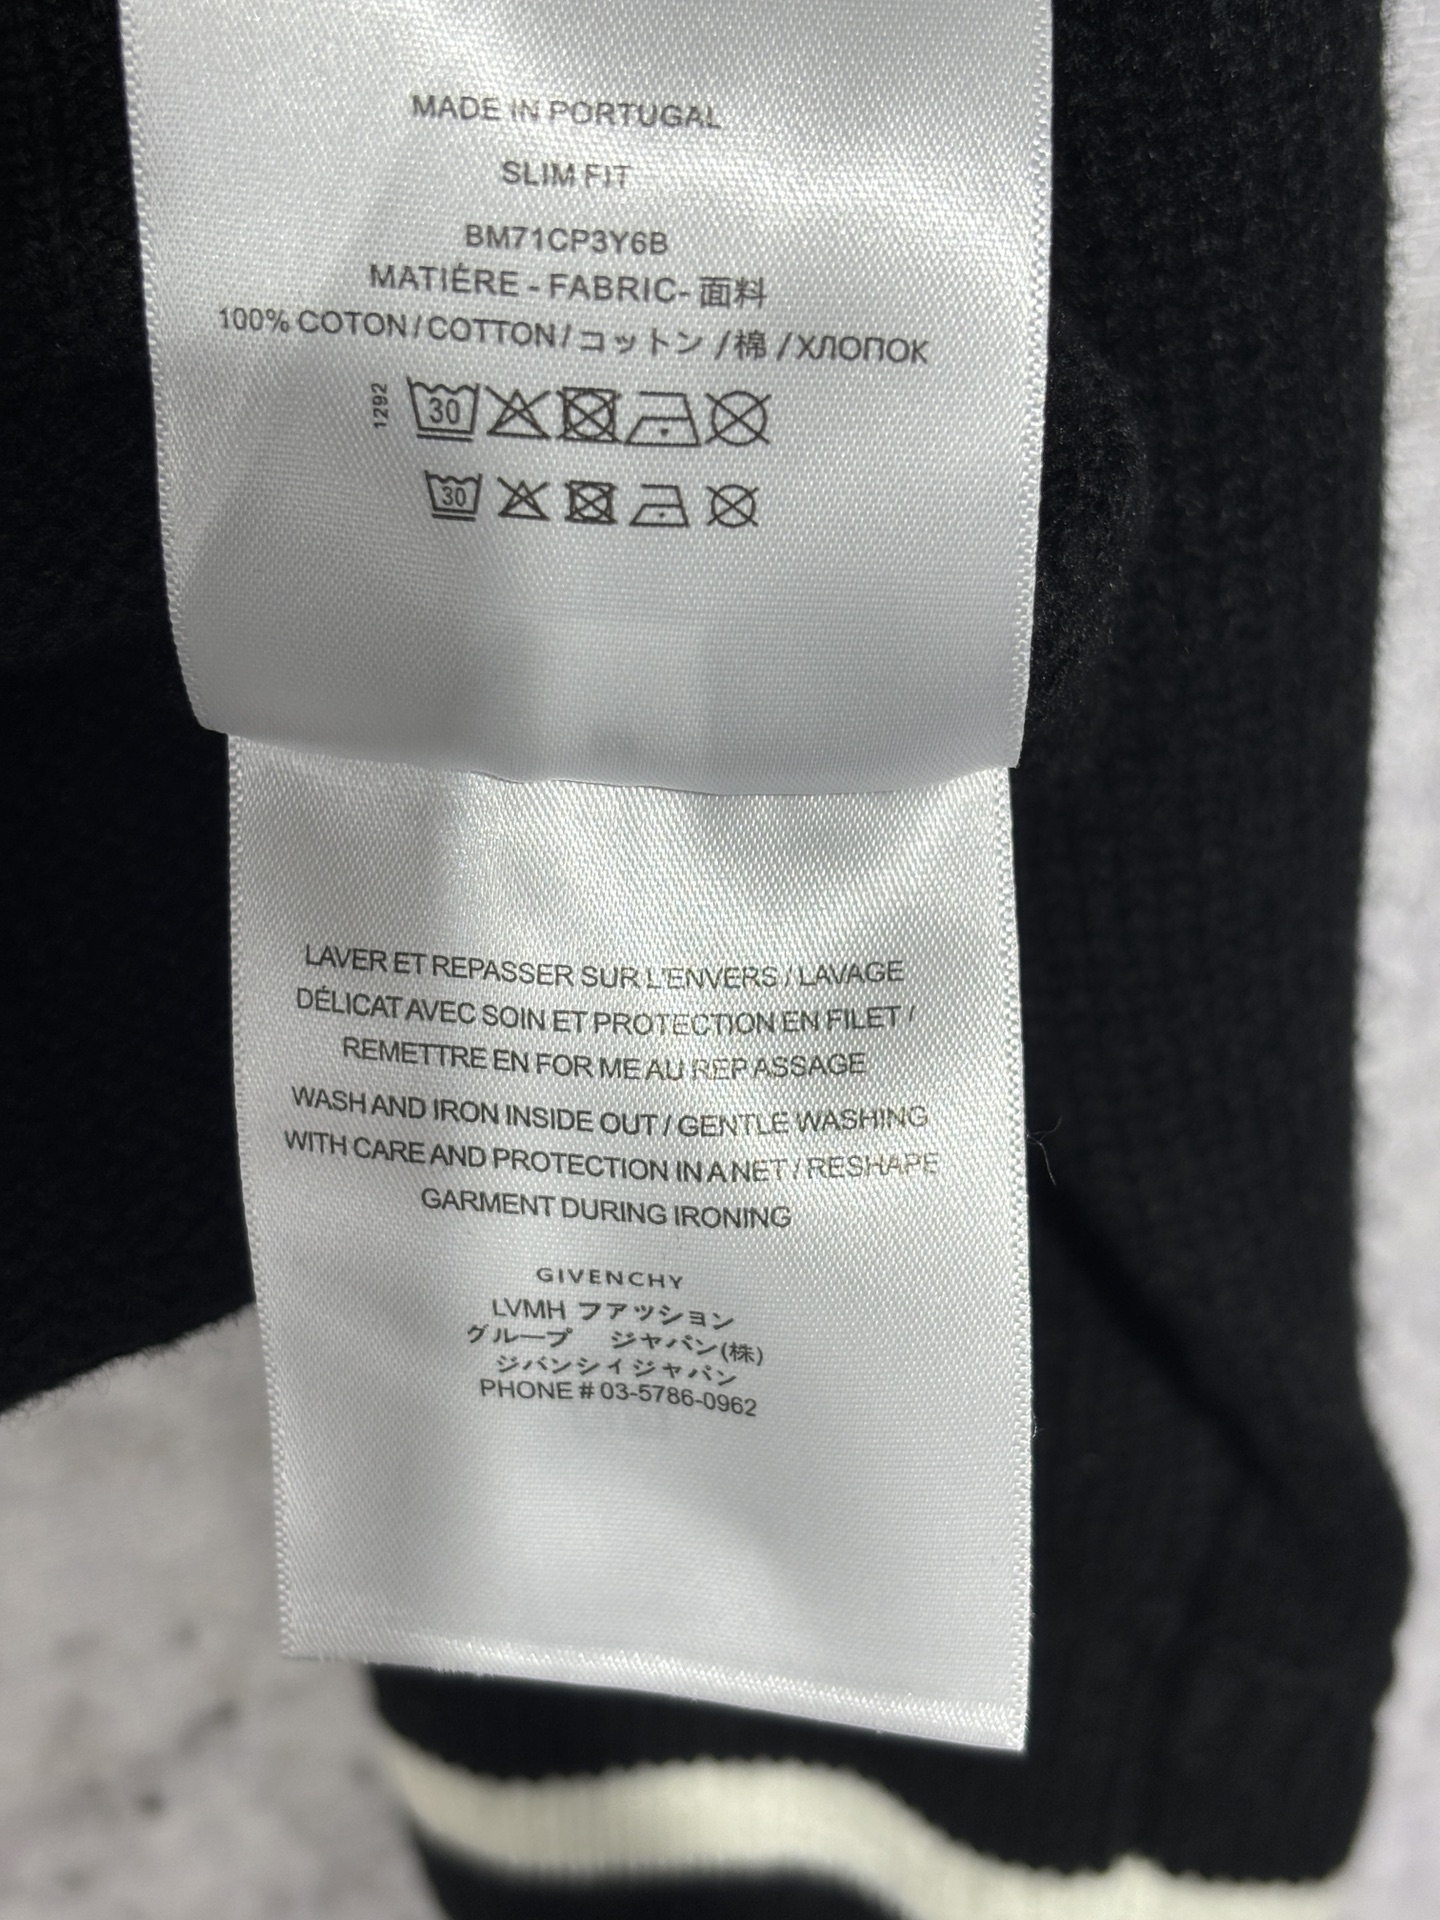 MADE IN PORTUGAL
SLIM FIT
BM71CP3Y6B
MATIÈRE - FABRIC- 面料
100% COTON / COTTON / コットン / 棉 / ХЛОПОК
1292
30
30
LAVER ET REPASSER SUR L'ENVERS / LAVAGE
DÉLICAT AVEC SOIN ET PROTECTION EN FILET /
REMETTRE EN FOR ME AU REPASSAGE
WASH AND IRON INSIDE OUT / GENTLE WASHING
WITH CARE AND PROTECTION IN A NET / RESHAPE
GARMENT DURING IRONING
GIVENCHY
LVMH ファッション
グループ ジャパン(株)
ジバンシイジャパン
PHONE # 03-5786-0962